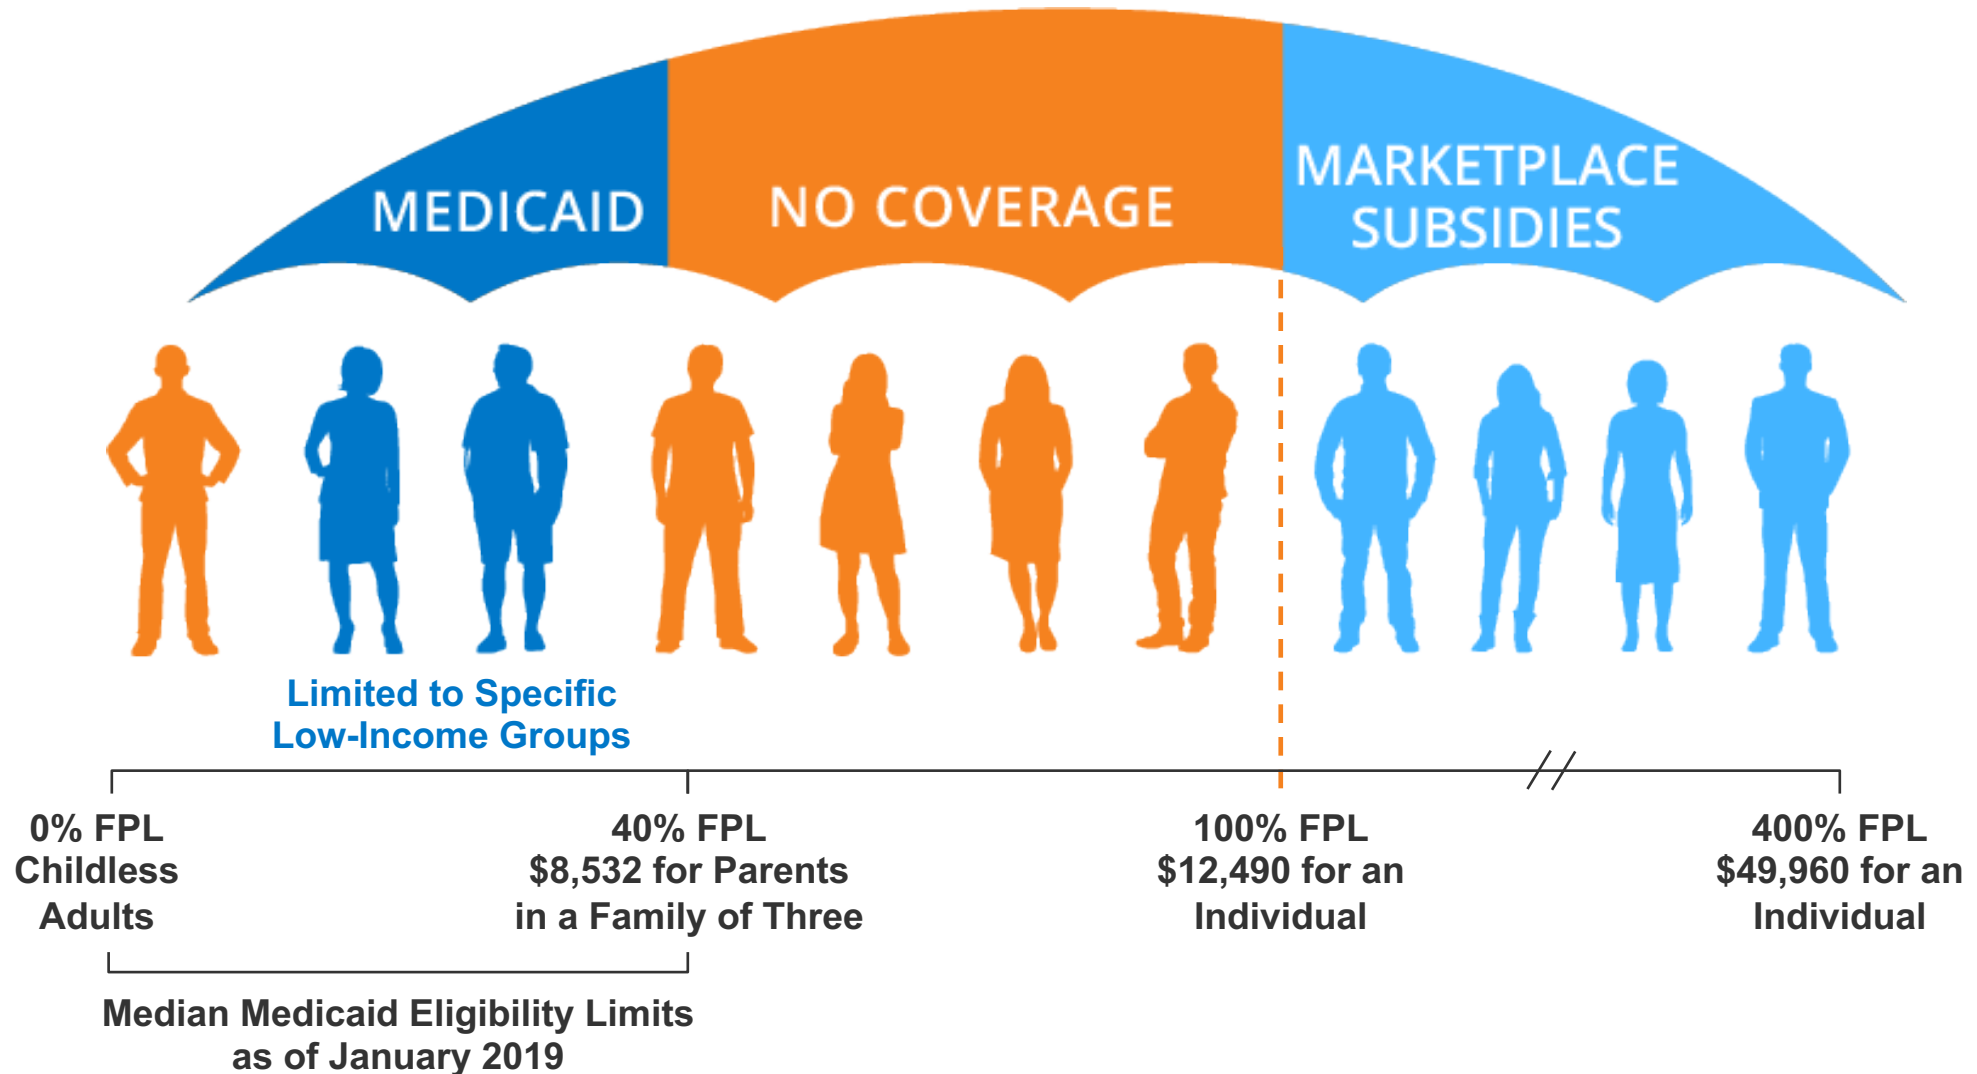 MEDICAID
NO COVERAGE
MARKETPLACE
SUBSIDIES
Limited to Specific
Low-Income Groups
0% FPL
Childless
Adults
40% FPL
$8,532 for Parents
in a Family of Three
100% FPL
$12,490 for an
Individual
400% FPL
$49,960 for an
Individual
Median Medicaid Eligibility Limits
as of January 2019